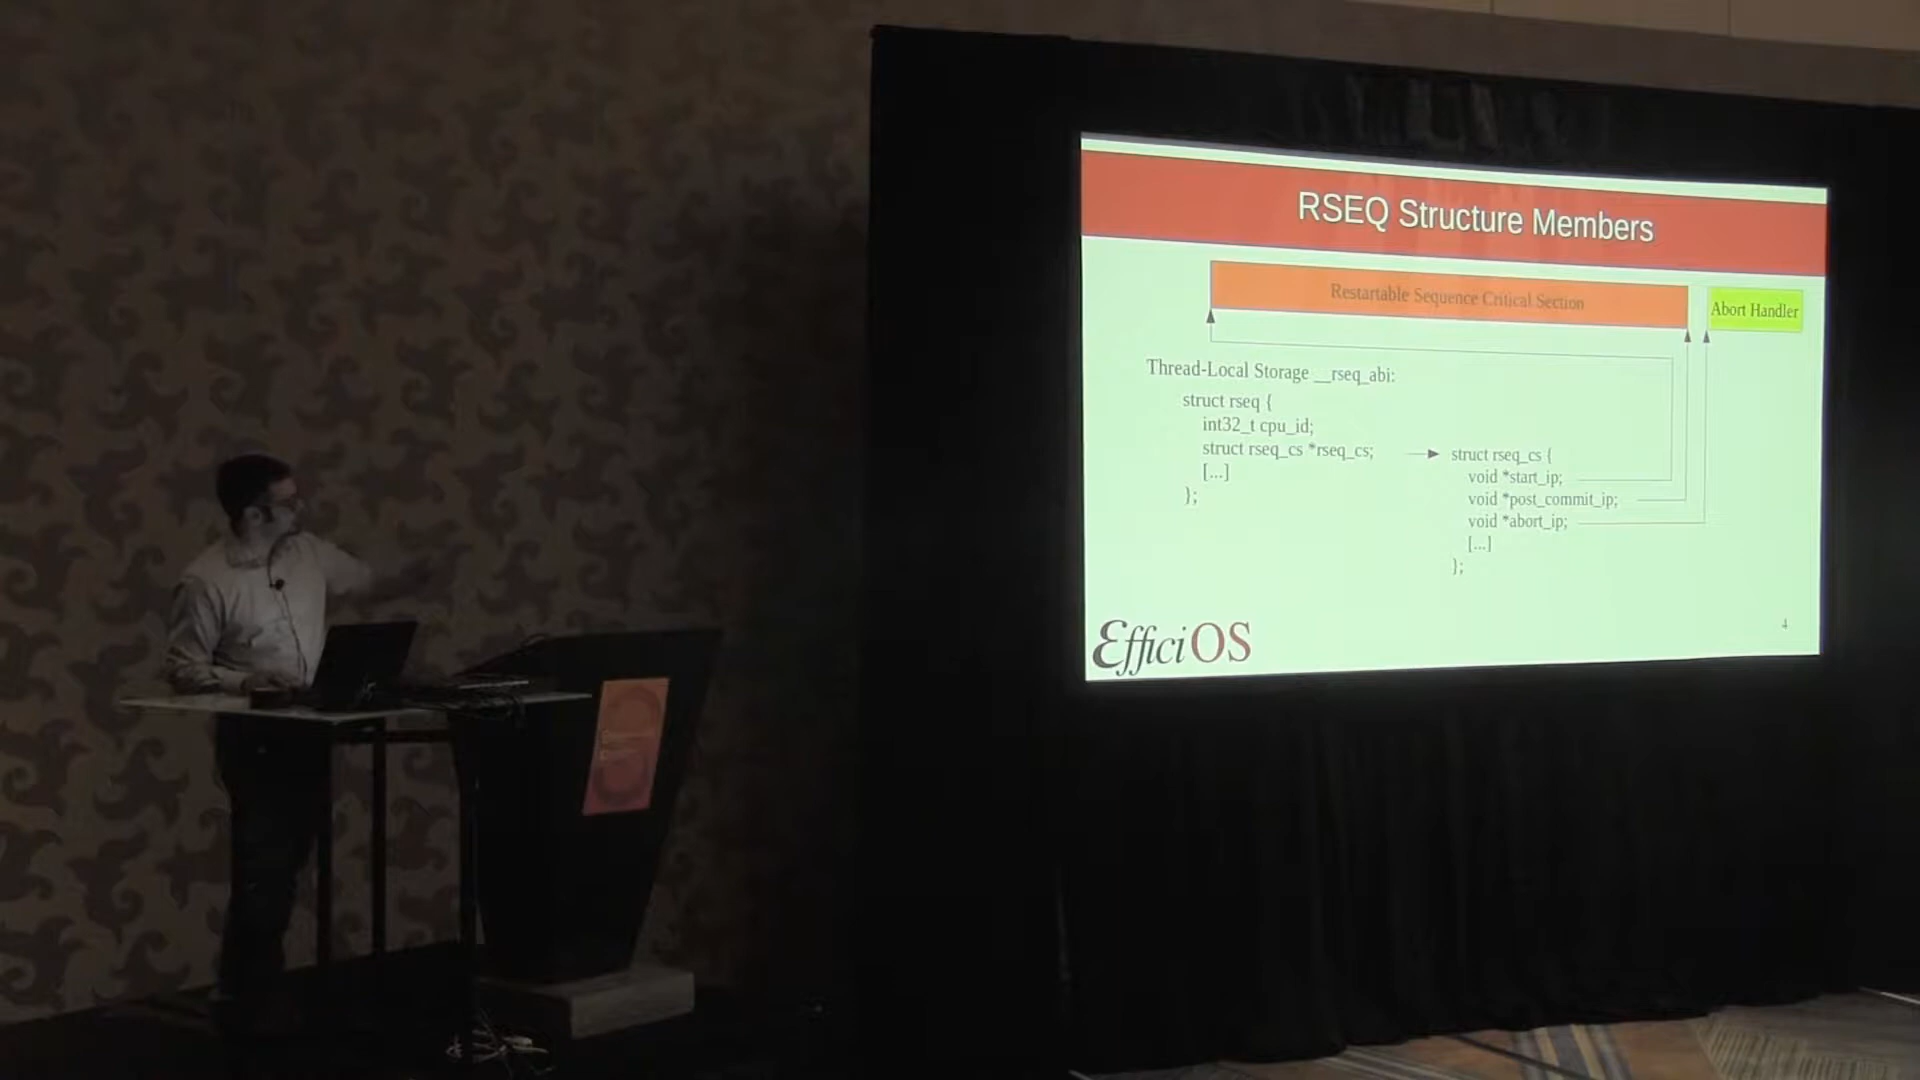 RSEQ Structure Members
Restartable Sequence Critical Section
Abort Handler
Thread-Local Storage __rseq_abi:
struct rseq {
int32_t cpu_id;
struct rseq_cs *rseq_cs;
[...]
};
struct rseq_cs {
void *start_ip;
void *post_commit_ip;
void *abort_ip;
[...]
};
EfficiOS
4